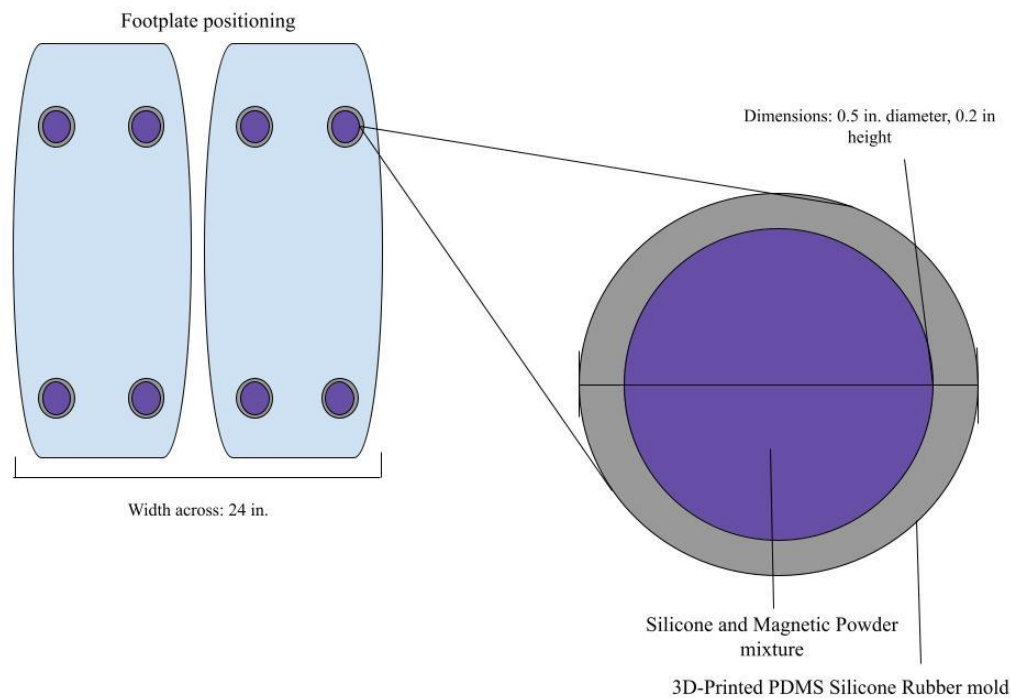 Footplate positioning
Dimensions: 0.5 in. diameter, 0.2 in
height
Width across: 24 in.
Silicone and Magnetic Powder
mixture
3D-Printed PDMS Silicone Rubber mold